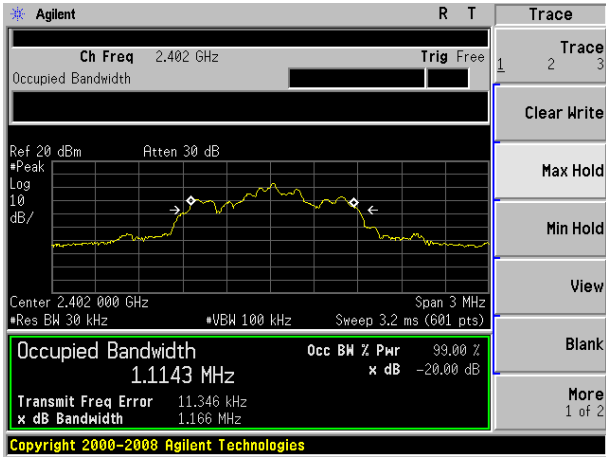 Agilent R T Trace
Ch Freq 2.402 GHz Trig Free
Occupied Bandwidth
Trace
1 2 3
Clear Write
Max Hold
Min Hold
View
Blank
More
1 of 2
Ref 20 dBm Atten 30 dB
#Peak
Log
10
dB/
Center 2.402 000 GHz Span 3 MHz
#Res BW 30 kHz #VBW 100 kHz Sweep 3.2 ms (601 pts)
Occupied Bandwidth Occ BW % Pwr 99.00 %
1.1143 MHz x dB -20.00 dB
Transmit Freq Error 11.346 kHz
x dB Bandwidth 1.166 MHz
Copyright 2000-2008 Agilent Technologies